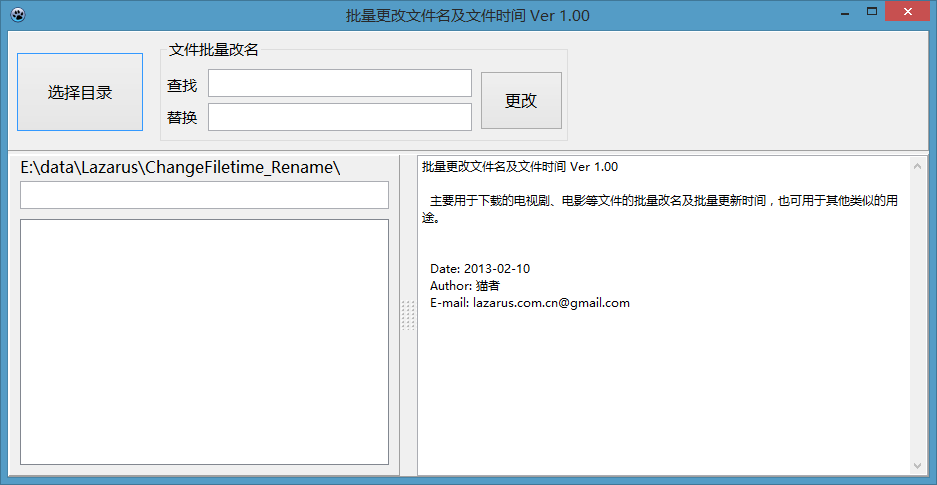 批量更改文件名及文件时间 Ver 1.00
文件批量改名
选择目录
查找
替换
更改
E:\data\Lazarus\ChangeFiletime_Rename\
批量更改文件名及文件时间 Ver 1.00
主要用于下载的电视剧、电影等文件的批量改名及批量更新时间，也可用于其他类似的用
途。
Date: 2013-02-10
Author: 猫者
E-mail: lazarus.com.cn@gmail.com